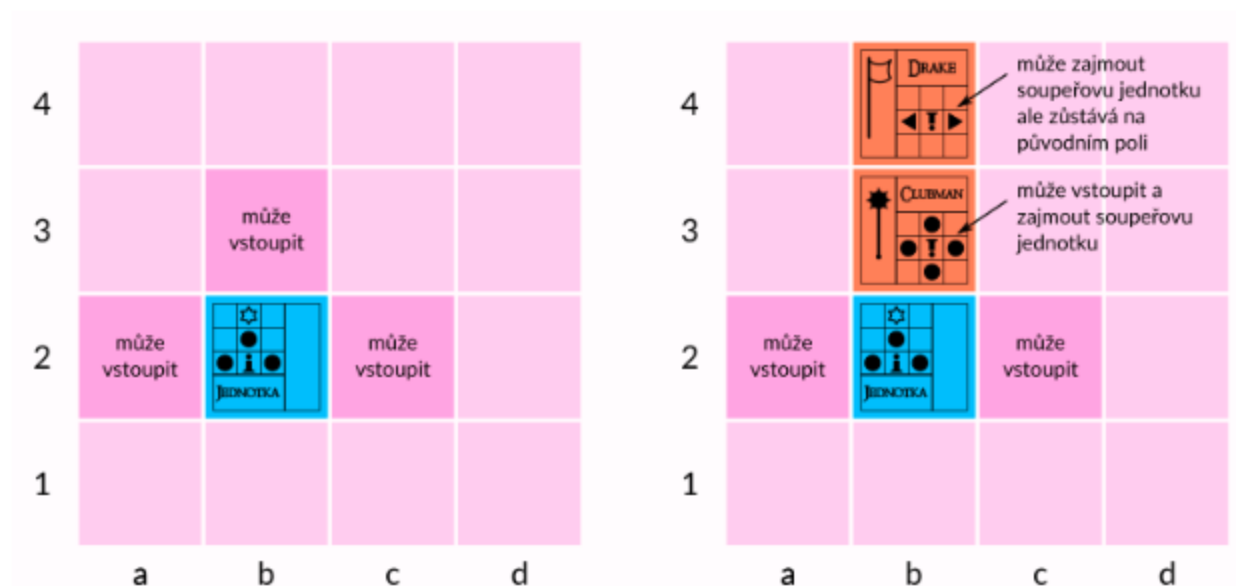 4
3
může
vstoupit
2
může
vstoupit
JEDNOTKA
může
vstoupit
1
a b c d
4
DRAKE
může zajmout
soupeřovu jednotku
ale zůstává na
původním poli
3
CLUBMAN
může vstoupit a
zajmout soupeřovu
jednotku
2
může
vstoupit
JEDNOTKA
může
vstoupit
1
a b c d